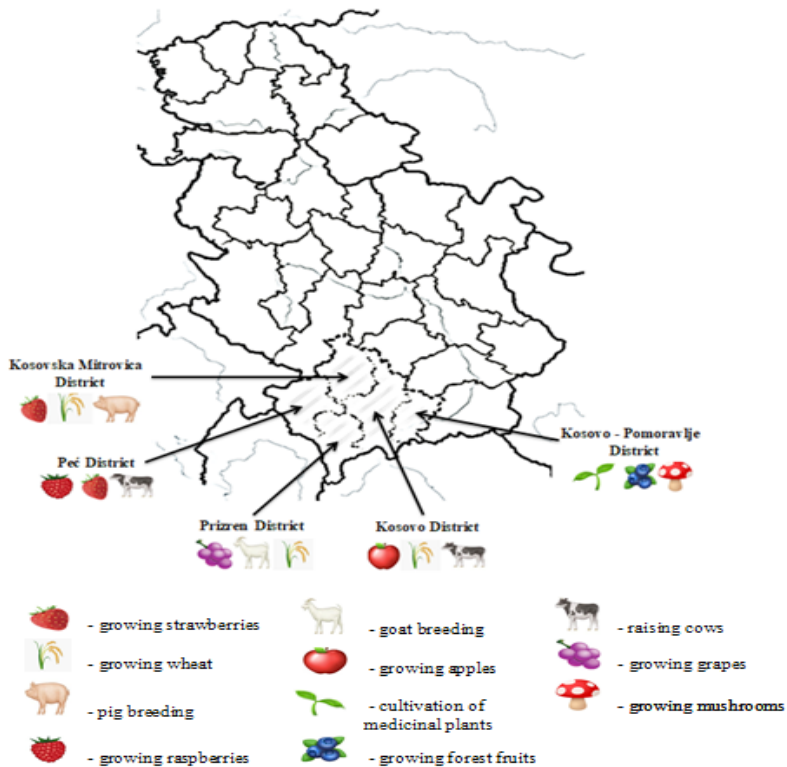 Kosovska Mitrovica
District
Peć District
Prizren District
Kosovo District
Kosovo - Pomoravlje
District
- growing strawberries
- growing wheat
- pig breeding
- growing raspberries
- goat breeding
- growing apples
- cultivation of
medicinal plants
- growing forest fruits
- raising cows
- growing grapes
- growing mushrooms